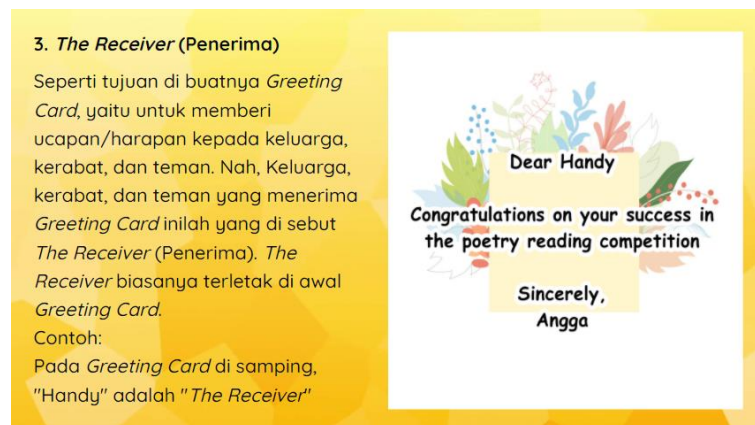 3. The Receiver (Penerima)
Seperti tujuan di buatnya Greeting
Card, yaitu untuk memberi
ucapan/harapan kepada keluarga,
kerabat, dan teman. Nah, Keluarga,
kerabat, dan teman yang menerima
Greeting Card inilah yang di sebut
The Receiver (Penerima). The
Receiver biasanya terletak di awal
Greeting Card.
Contoh:
Pada Greeting Card di samping,
"Handy" adalah "The Receiver"
Dear Handy
Congratulations on your success in
the poetry reading competition
Sincerely,
Angga